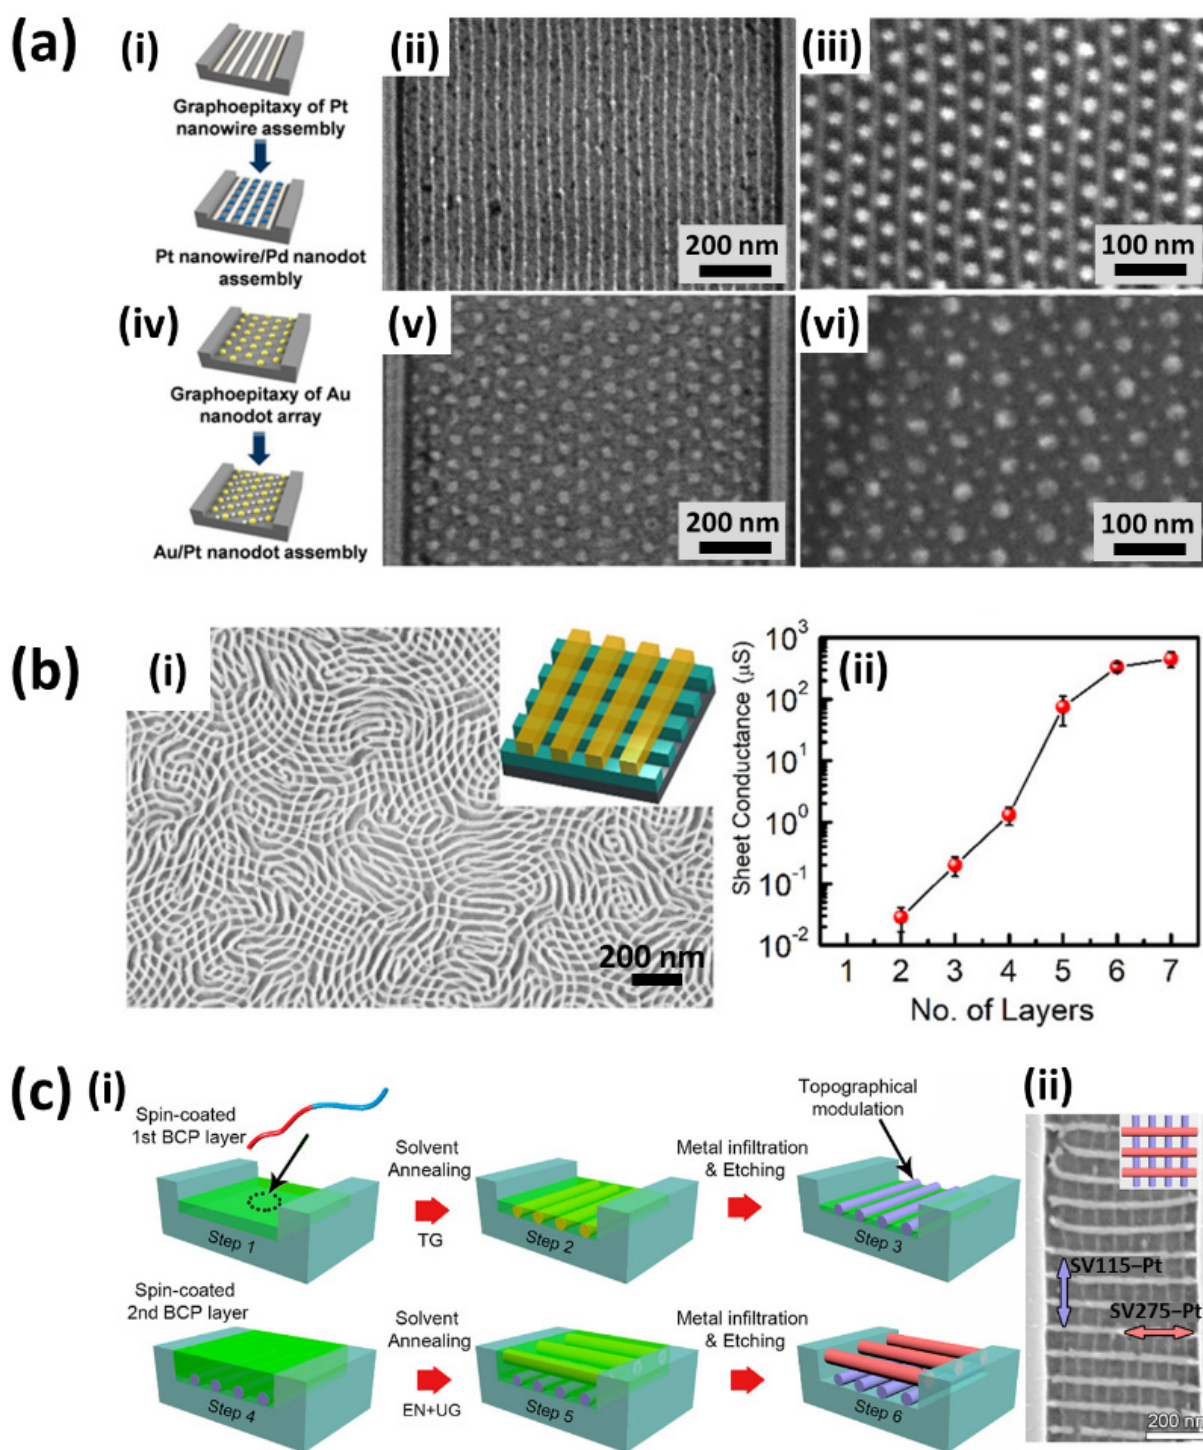 (a)
(i)
Graphoepitaxy of Pt
nanowire assembly
Pt nanowire/Pd nanodot
assembly
(ii)
200 nm
(iii)
100 nm
(iv)
Graphoepitaxy of Au
nanodot array
Au/Pt nanodot assembly
(v)
200 nm
(vi)
100 nm
(b)
(i)
200 nm
(ii)
Sheet Conductance (µS)
10³
10²
10¹
10⁰
10⁻¹
10⁻²
1 2 3 4 5 6 7
No. of Layers
(c)
(i)
Spin-coated
1st BCP layer
Step 1
Solvent
Annealing
TG
Step 2
Metal infiltration
& Etching
Topographical
modulation
Step 3
Spin-coated
2nd BCP layer
Step 4
Solvent
Annealing
EN+UG
Step 5
Metal infiltration
& Etching
Step 6
(ii)
SV115–Pt
SV275–Pt
200 nm